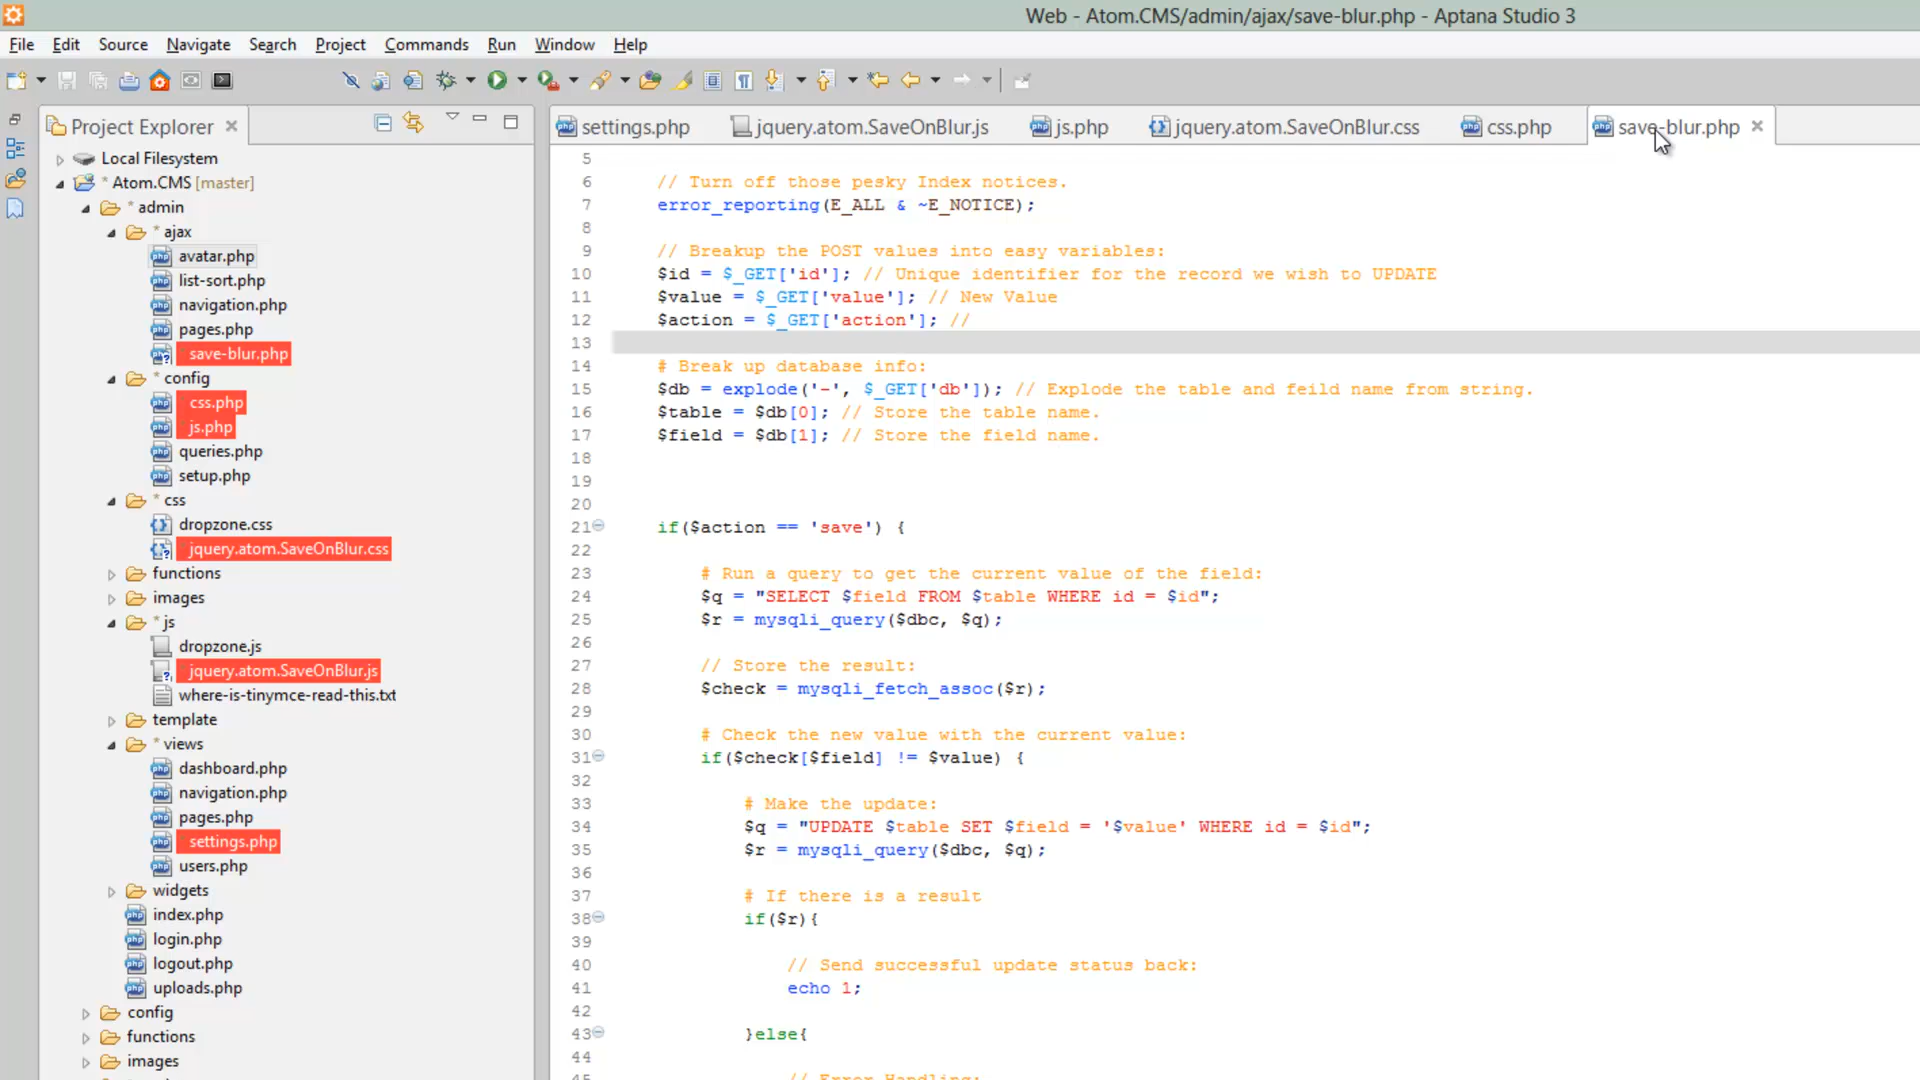 Web - Atom.CMS/admin/ajax/save-blur.php - Aptana Studio 3
File Edit Source Navigate Search Project Commands Run Window Help
Project Explorer
Local Filesystem
* Atom.CMS [master]
* admin
* ajax
avatar.php
list-sort.php
navigation.php
pages.php
save-blur.php
* config
css.php
js.php
queries.php
setup.php
* css
dropzone.css
jquery.atom.SaveOnBlur.css
functions
images
* js
dropzone.js
jquery.atom.SaveOnBlur.js
where-is-tinymce-read-this.txt
template
* views
dashboard.php
navigation.php
pages.php
settings.php
users.php
widgets
index.php
login.php
logout.php
uploads.php
config
functions
images
settings.php jquery.atom.SaveOnBlur.js js.php jquery.atom.SaveOnBlur.css css.php save-blur.php
5
6 // Turn off those pesky Index notices.
7 error_reporting(E_ALL & ~E_NOTICE);
8
9 // Breakup the POST values into easy variables:
10 $id = $_GET['id']; // Unique identifier for the record we wish to UPDATE
11 $value = $_GET['value']; // New Value
12 $action = $_GET['action']; //
13
14 # Break up database info:
15 $db = explode('-', $_GET['db']); // Explode the table and feild name from string.
16 $table = $db[0]; // Store the table name.
17 $field = $db[1]; // Store the field name.
18
19
20
21 if($action == 'save') {
22
23 # Run a query to get the current value of the field:
24 $q = "SELECT $field FROM $table WHERE id = $id";
25 $r = mysqli_query($dbc, $q);
26
27 // Store the result:
28 $check = mysqli_fetch_assoc($r);
29
30 # Check the new value with the current value:
31 if($check[$field] != $value) {
32
33 # Make the update:
34 $q = "UPDATE $table SET $field = '$value' WHERE id = $id";
35 $r = mysqli_query($dbc, $q);
36
37 # If there is a result
38 if($r){
39
40 // Send successful update status back:
41 echo 1;
42
43 }else{
44
45 // Error Handling: